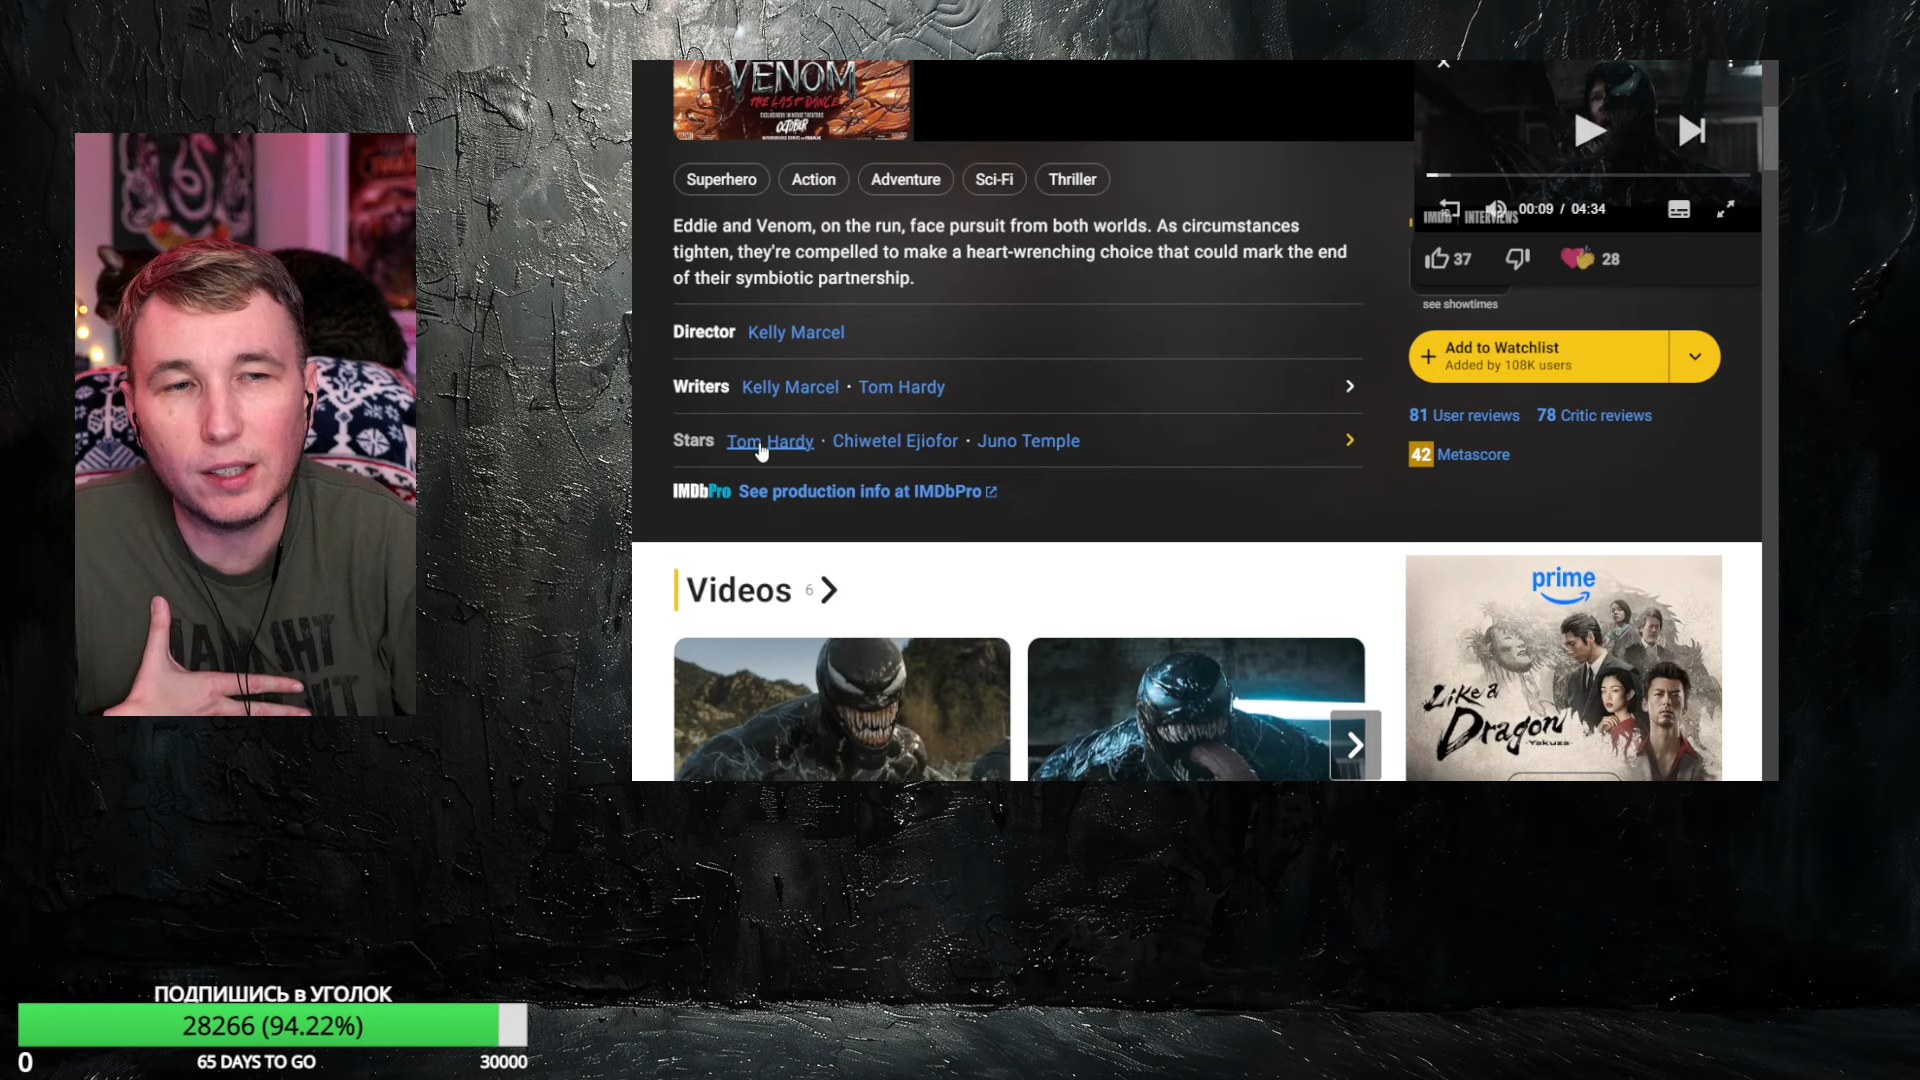 VENOM
THE LAST DANCE
OCTOBER
Superhero
Action
Adventure
Sci-Fi
Thriller
Eddie and Venom, on the run, face pursuit from both worlds. As circumstances
tighten, they're compelled to make a heart-wrenching choice that could mark the end
of their symbiotic partnership.
Director Kelly Marcel
Writers Kelly Marcel · Tom Hardy
Stars Tom Hardy · Chiwetel Ejiofor · Juno Temple
IMDbPro See production info at IMDbPro
IMDb INTERVIEWS 00:09 / 04:34
37
28
see showtimes
+ Add to Watchlist
Added by 108K users
81 User reviews 78 Critic reviews
42 Metascore
Videos 6
prime
Like a
Dragon
-Yakuza-
ПОДПИШИСЬ в УГОЛОК
28266 (94.22%)
0 65 DAYS TO GO 30000